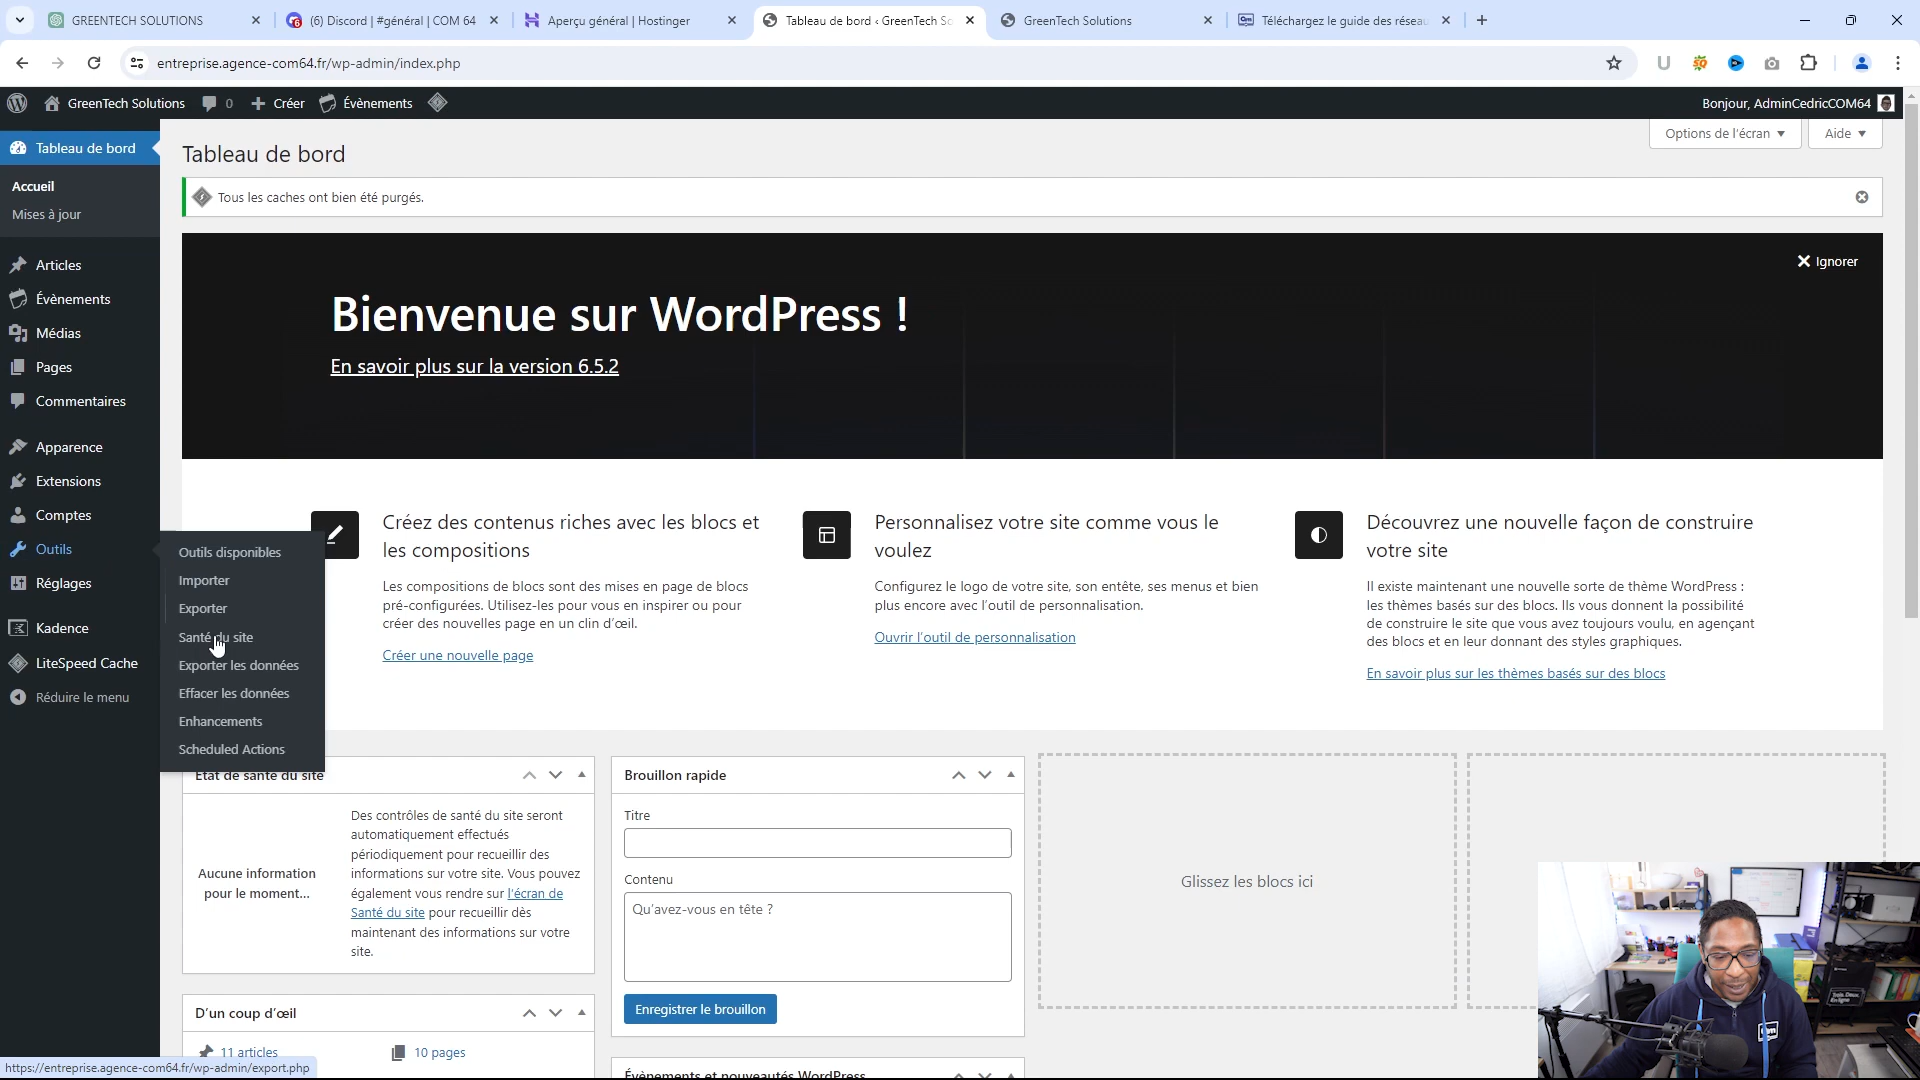 GREENTECH SOLUTIONS
(6) Discord | #général | COM 64
Aperçu général | Hostinger
Tableau de bord ‹ GreenTech So
GreenTech Solutions
Téléchargez le guide des réseau
entreprise.agence-com64.fr/wp-admin/index.php
GreenTech Solutions
0
Créer
Évènements
Bonjour, AdminCedricCOM64
Tableau de bord
Accueil
Mises à jour
Articles
Évènements
Médias
Pages
Commentaires
Apparence
Extensions
Comptes
Outils
Réglages
Kadence
LiteSpeed Cache
Réduire le menu
Outils disponibles
Importer
Exporter
Santé du site
Exporter les données
Effacer les données
Enhancements
Scheduled Actions
Options de l'écran
Aide
Tableau de bord
Tous les caches ont bien été purgés.
Ignorer
Bienvenue sur WordPress !
En savoir plus sur la version 6.5.2
Créez des contenus riches avec les blocs et
les compositions
Les compositions de blocs sont des mises en page de blocs
pré-configurées. Utilisez-les pour vous en inspirer ou pour
créer des nouvelles page en un clin d'œil.
Créer une nouvelle page
Personnalisez votre site comme vous le
voulez
Configurez le logo de votre site, son entête, ses menus et bien
plus encore avec l'outil de personnalisation.
Ouvrir l'outil de personnalisation
Découvrez une nouvelle façon de construire
votre site
Il existe maintenant une nouvelle sorte de thème WordPress :
les thèmes basés sur des blocs. Ils vous donnent la possibilité
de construire le site que vous avez toujours voulu, en agençant
des blocs et en leur donnant des styles graphiques.
En savoir plus sur les thèmes basés sur des blocs
État de santé du site
Aucune information
pour le moment...
Des contrôles de santé du site seront
automatiquement effectués
périodiquement pour recueillir des
informations sur votre site. Vous pouvez
également vous rendre sur l'écran de
Santé du site pour recueillir dès
maintenant des informations sur votre
site.
D'un coup d'œil
11 articles
10 pages
Brouillon rapide
Titre
Contenu
Qu'avez-vous en tête ?
Enregistrer le brouillon
Évènements et nouveautés WordPress
Glissez les blocs ici
https://entreprise.agence-com64.fr/wp-admin/export.php